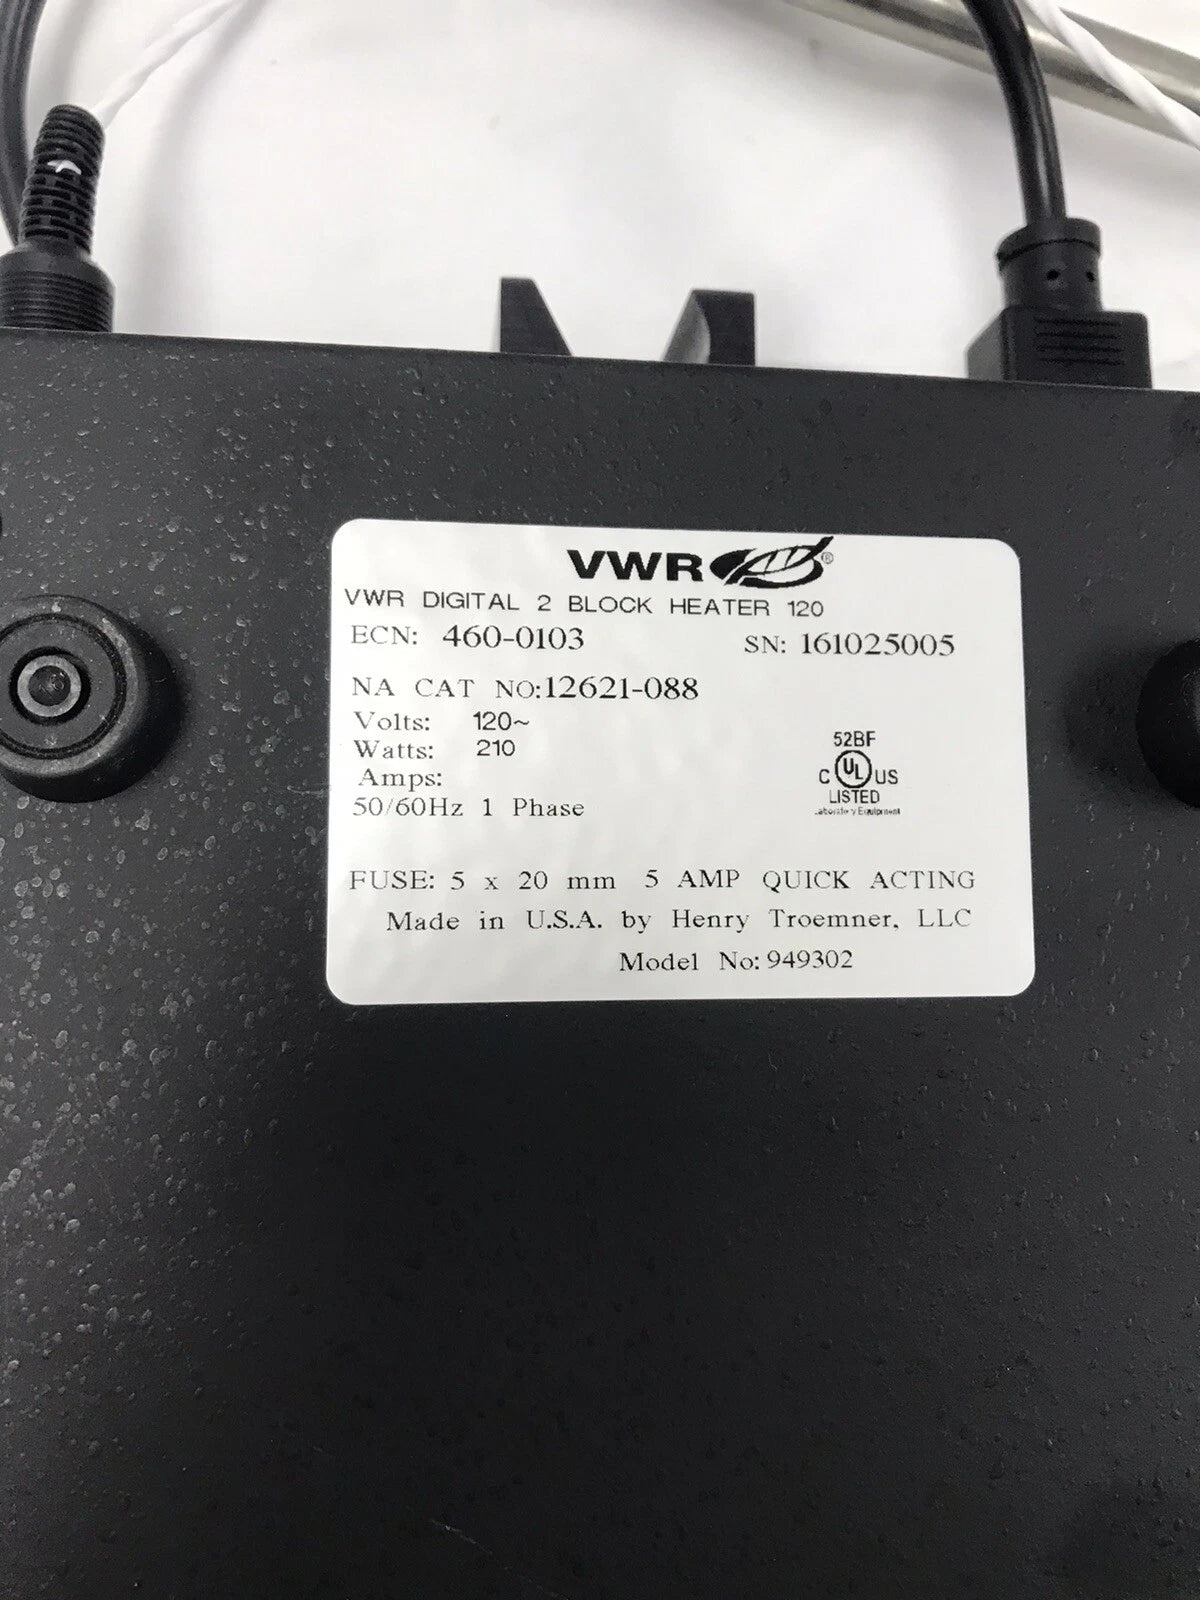 VWR®
VWR DIGITAL 2 BLOCK HEATER 120
ECN: 460-0103 SN: 161025005
NA CAT NO:12621-088
Volts: 120~
Watts: 210
Amps:
50/60Hz 1 Phase
52BF
C UL US
LISTED
Laboratory Equipment
FUSE: 5 x 20 mm 5 AMP QUICK ACTING
Made in U.S.A. by Henry Troemner, LLC
Model No: 949302